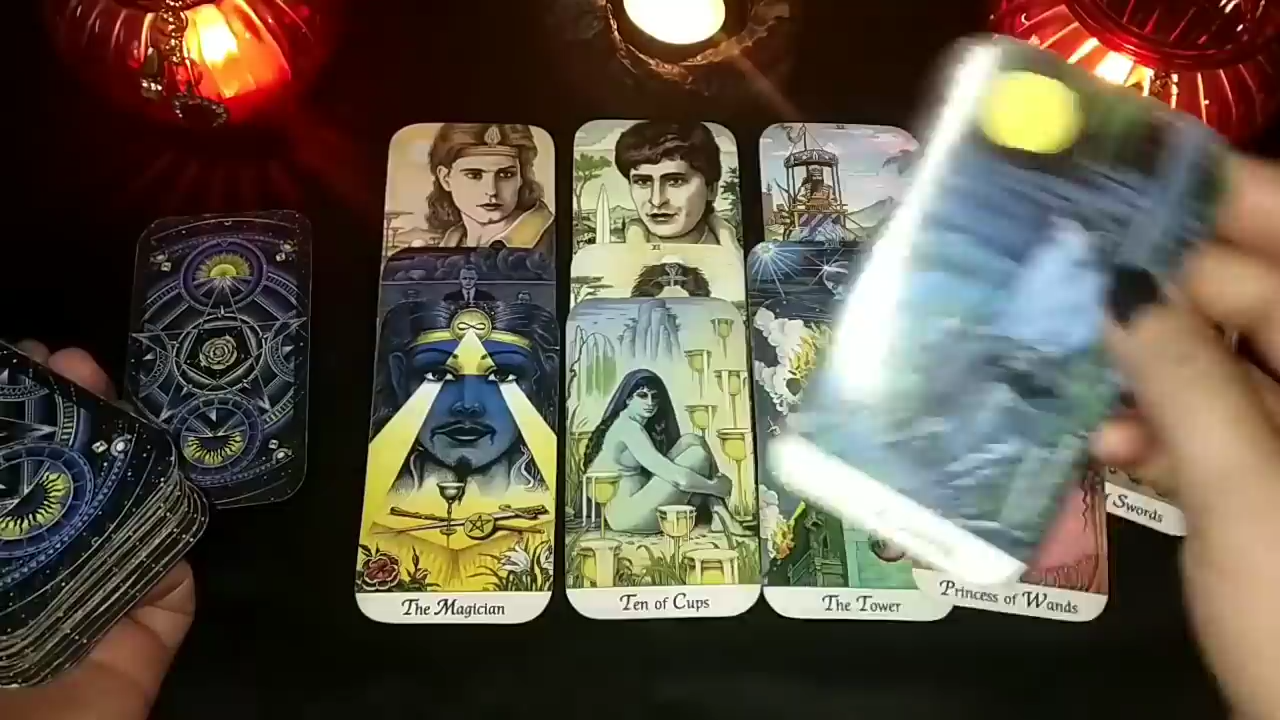 The Magician
Ten of Cups
The Tower
Princess of Wands
Swords